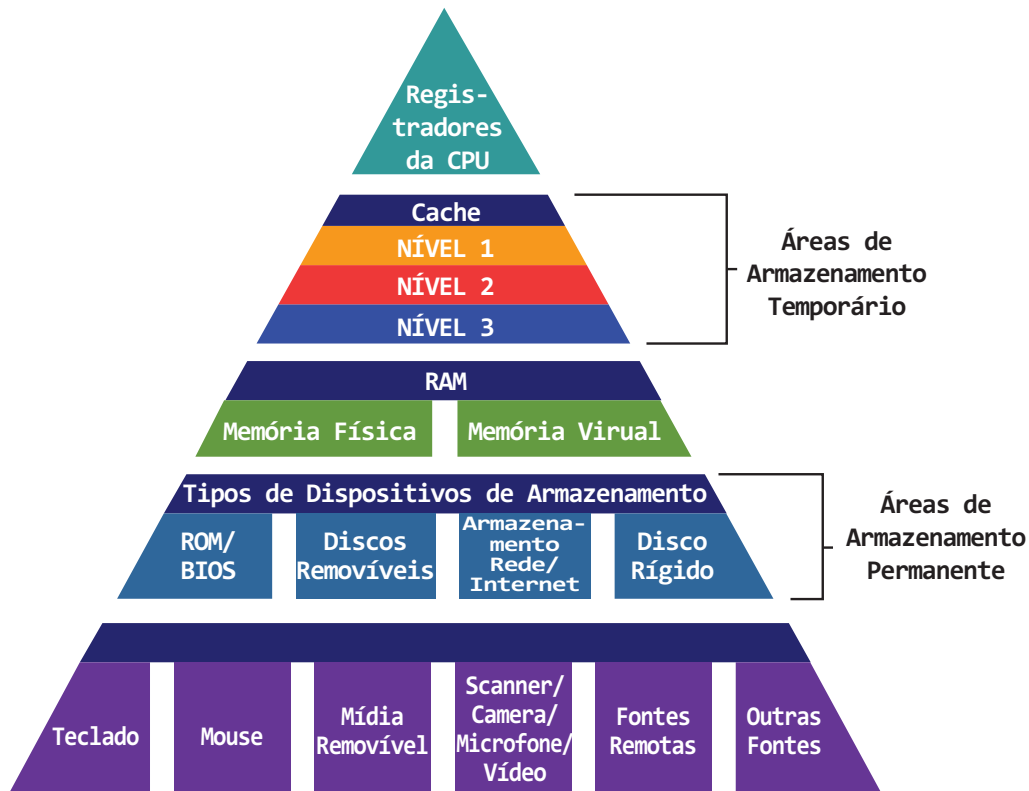 Regis-
tradores
da CPU
Cache
NÍVEL 1
NÍVEL 2
NÍVEL 3
Áreas de
Armazenamento
Temporário
RAM
Memória Física
Memória Virual
Tipos de Dispositivos de Armazenamento
ROM/
BIOS
Discos
Removíveis
Armazena-
mento
Rede/
Internet
Disco
Rígido
Áreas de
Armazenamento
Permanente
Teclado
Mouse
Mídia
Removível
Scanner/
Camera/
Microfone/
Vídeo
Fontes
Remotas
Outras
Fontes